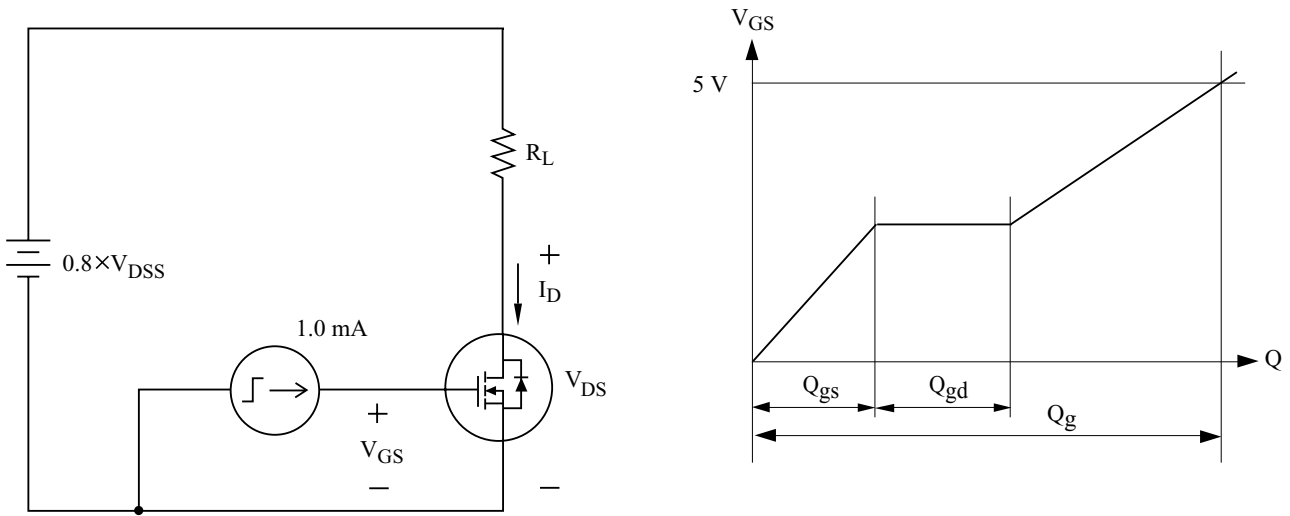 R_L
0.8×V_DSS
+
I_D
1.0 mA
V_DS
+
V_GS
−
−
V_GS
5 V
Q
Q_gs
Q_gd
Q_g